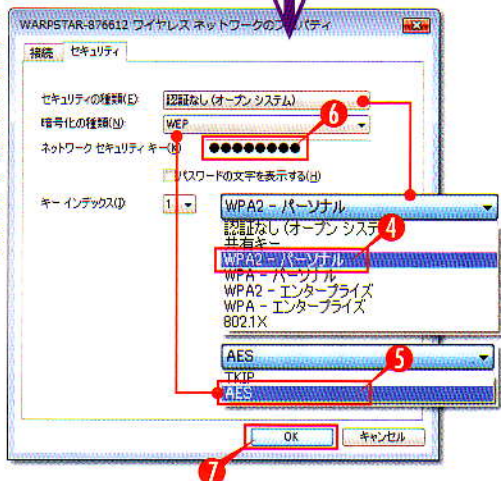 WARPSTAR-876612 ワイヤレス ネットワークのプロパティ
接続 セキュリティ
セキュリティの種類(E): 認証なし (オープン システム)
暗号化の種類(N): WEP
6
ネットワーク セキュリティ キー(K) ●●●●●●●●
パスワードの文字を表示する(H)
キー インデックス(I): 1
WPA2 - パーソナル
認証なし (オープン システ
4
共有キー
WPA2 - パーソナル
WPA - パーソナル
WPA2 - エンタープライズ
WPA - エンタープライズ
802.1X
AES
5
TKIP
AES
OK キャンセル
7